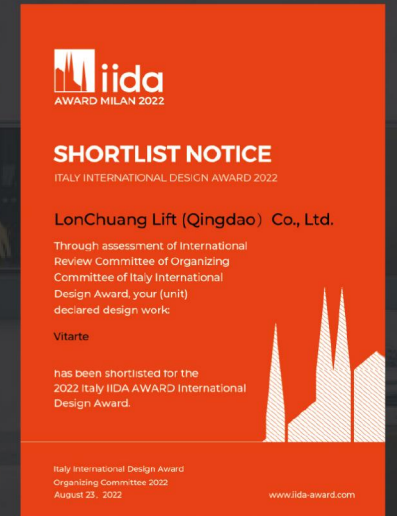 iida
AWARD MILAN 2022
SHORTLIST NOTICE
ITALY INTERNATIONAL DESIGN AWARD 2022
LonChuang Lift (Qingdao）Co., Ltd.
Through assessment of International
Review Committee of Organizing
Committee of Italy International
Design Award, your (unit)
declared design work:
Vitarte
has been shortlisted for the
2022 Italy IIDA AWARD International
Design Award.
Italy International Design Award
Organizing Committee 2022
August 23, 2022
www.iida-award.com